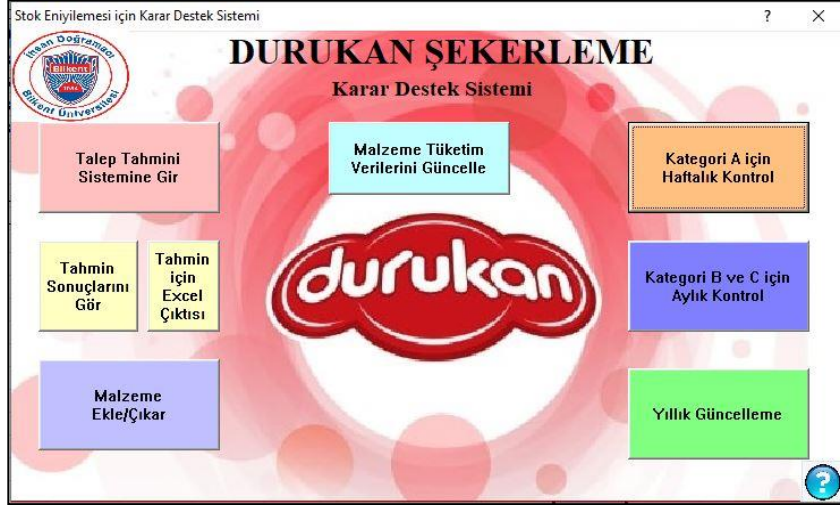 Stok Eniyilemesi için Karar Destek Sistemi
İhsan Doğramacı
Bilkent
Bilkent Üniversitesi
DURUKAN ŞEKERLEME
Karar Destek Sistemi
Talep Tahmini
Sistemine Gir
Malzeme Tüketim
Verilerini Güncelle
Kategori A için
Haftalık Kontrol
Tahmin
Sonuçlarını
Gör
Tahmin
için
Excel
Çıktısı
durukan
Kategori B ve C için
Aylık Kontrol
Malzeme
Ekle/Çıkar
Yıllık Güncelleme